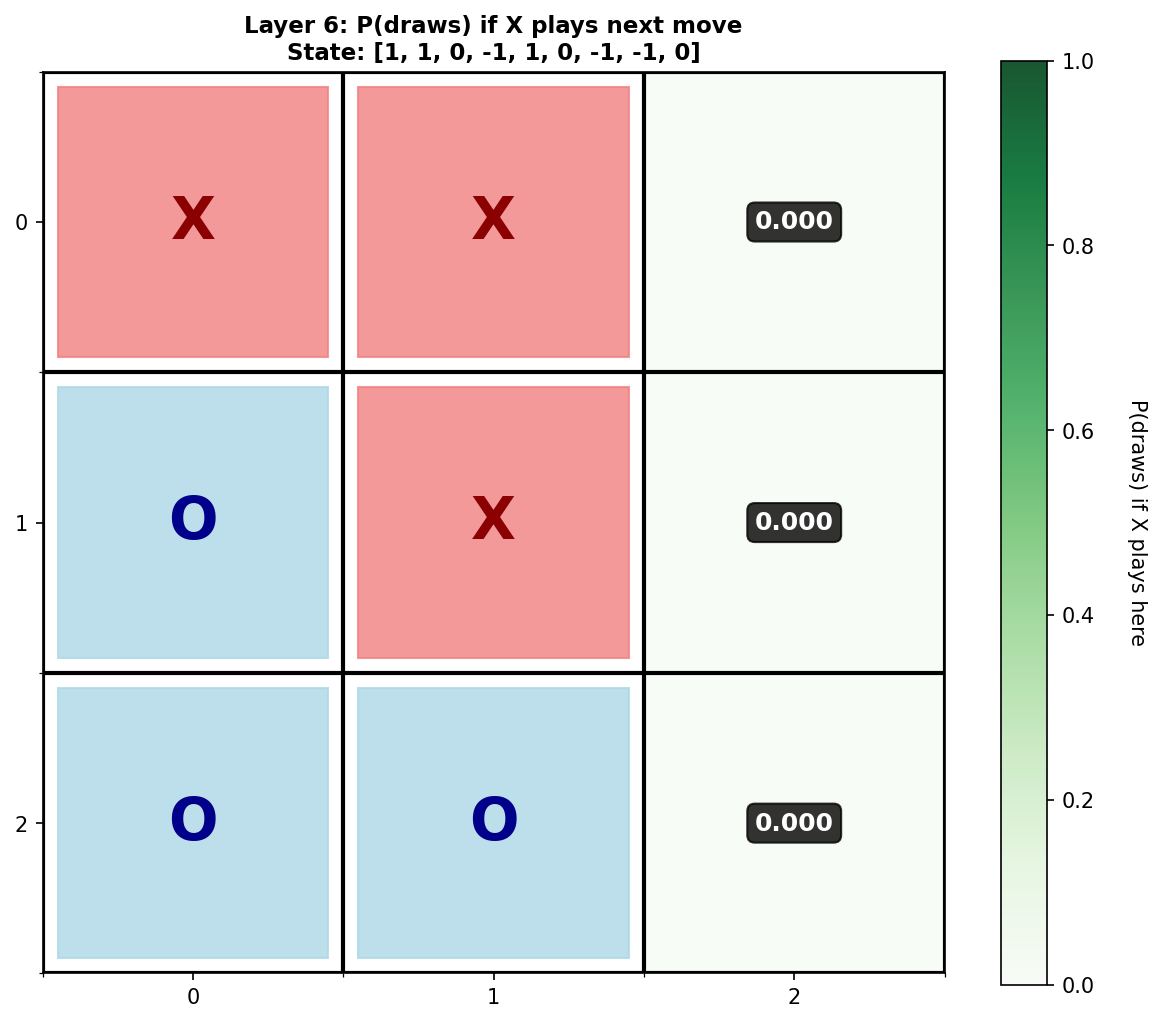 Layer 6: P(draws) if X plays next move
State: [1, 1, 0, -1, 1, 0, -1, -1, 0]
X
X
0.000
O
X
0.000
O
O
0.000
0
1
2
0
1
2
1.0
0.8
0.6
0.4
0.2
0.0
P(draws) if X plays here